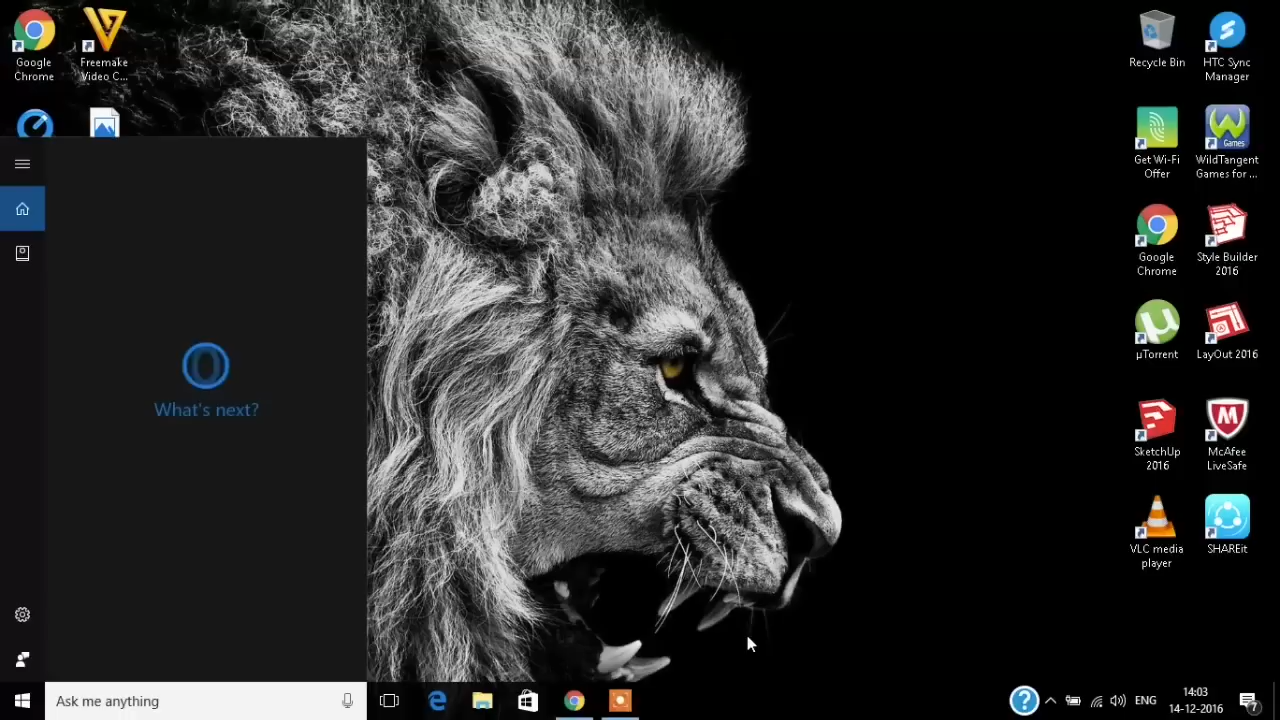 Google
Chrome
Freemake
Video C...
What's next?
Ask me anything
Recycle Bin
HTC Sync
Manager
Get Wi-Fi
Offer
WildTangent
Games for ...
Games
Google
Chrome
Style Builder
2016
µTorrent
LayOut 2016
SketchUp
2016
McAfee
LiveSafe
VLC media
player
SHAREit
ENG
14:03
14-12-2016
7